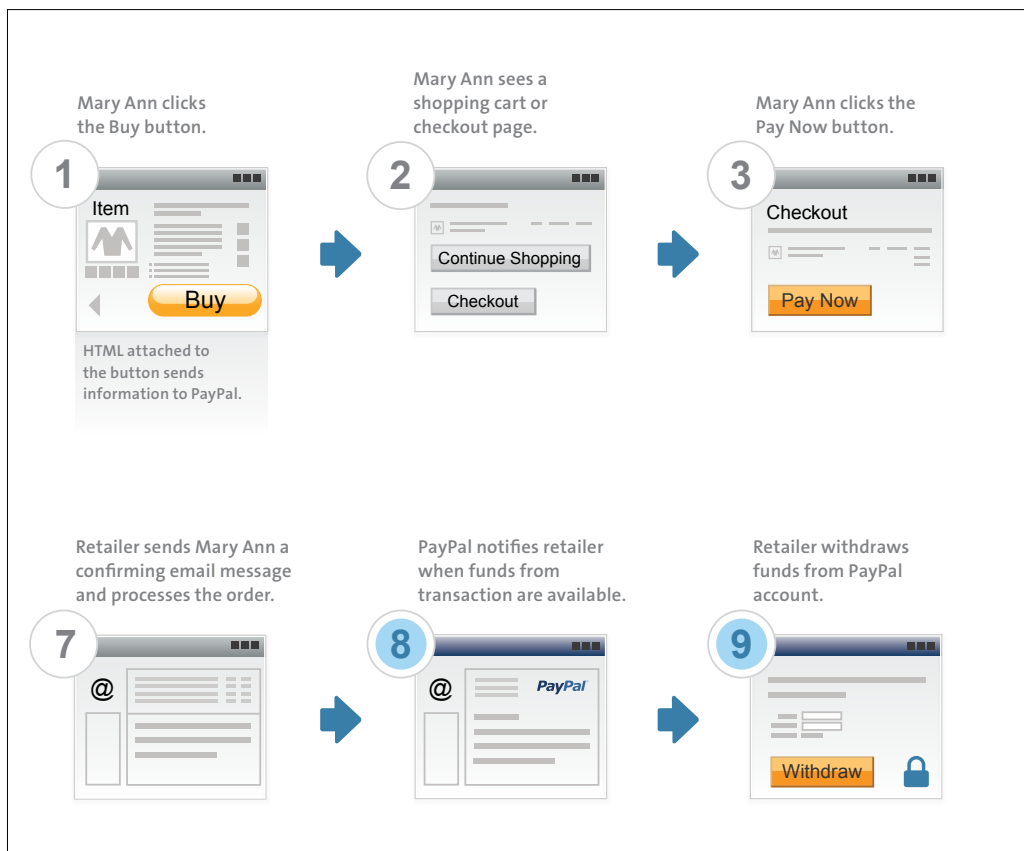 Mary Ann clicks
the Buy button.
1
Item
Buy
HTML attached to
the button sends
information to PayPal.
Mary Ann sees a
shopping cart or
checkout page.
2
Continue Shopping
Checkout
Mary Ann clicks the
Pay Now button.
3
Checkout
Pay Now
Retailer sends Mary Ann a
confirming email message
and processes the order.
7
@
PayPal notifies retailer
when funds from
transaction are available.
8
@
PayPal
Retailer withdraws
funds from PayPal
account.
9
Withdraw